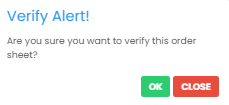 Verify Alert!
Are you sure you want to verify this order
sheet?
OK CLOSE